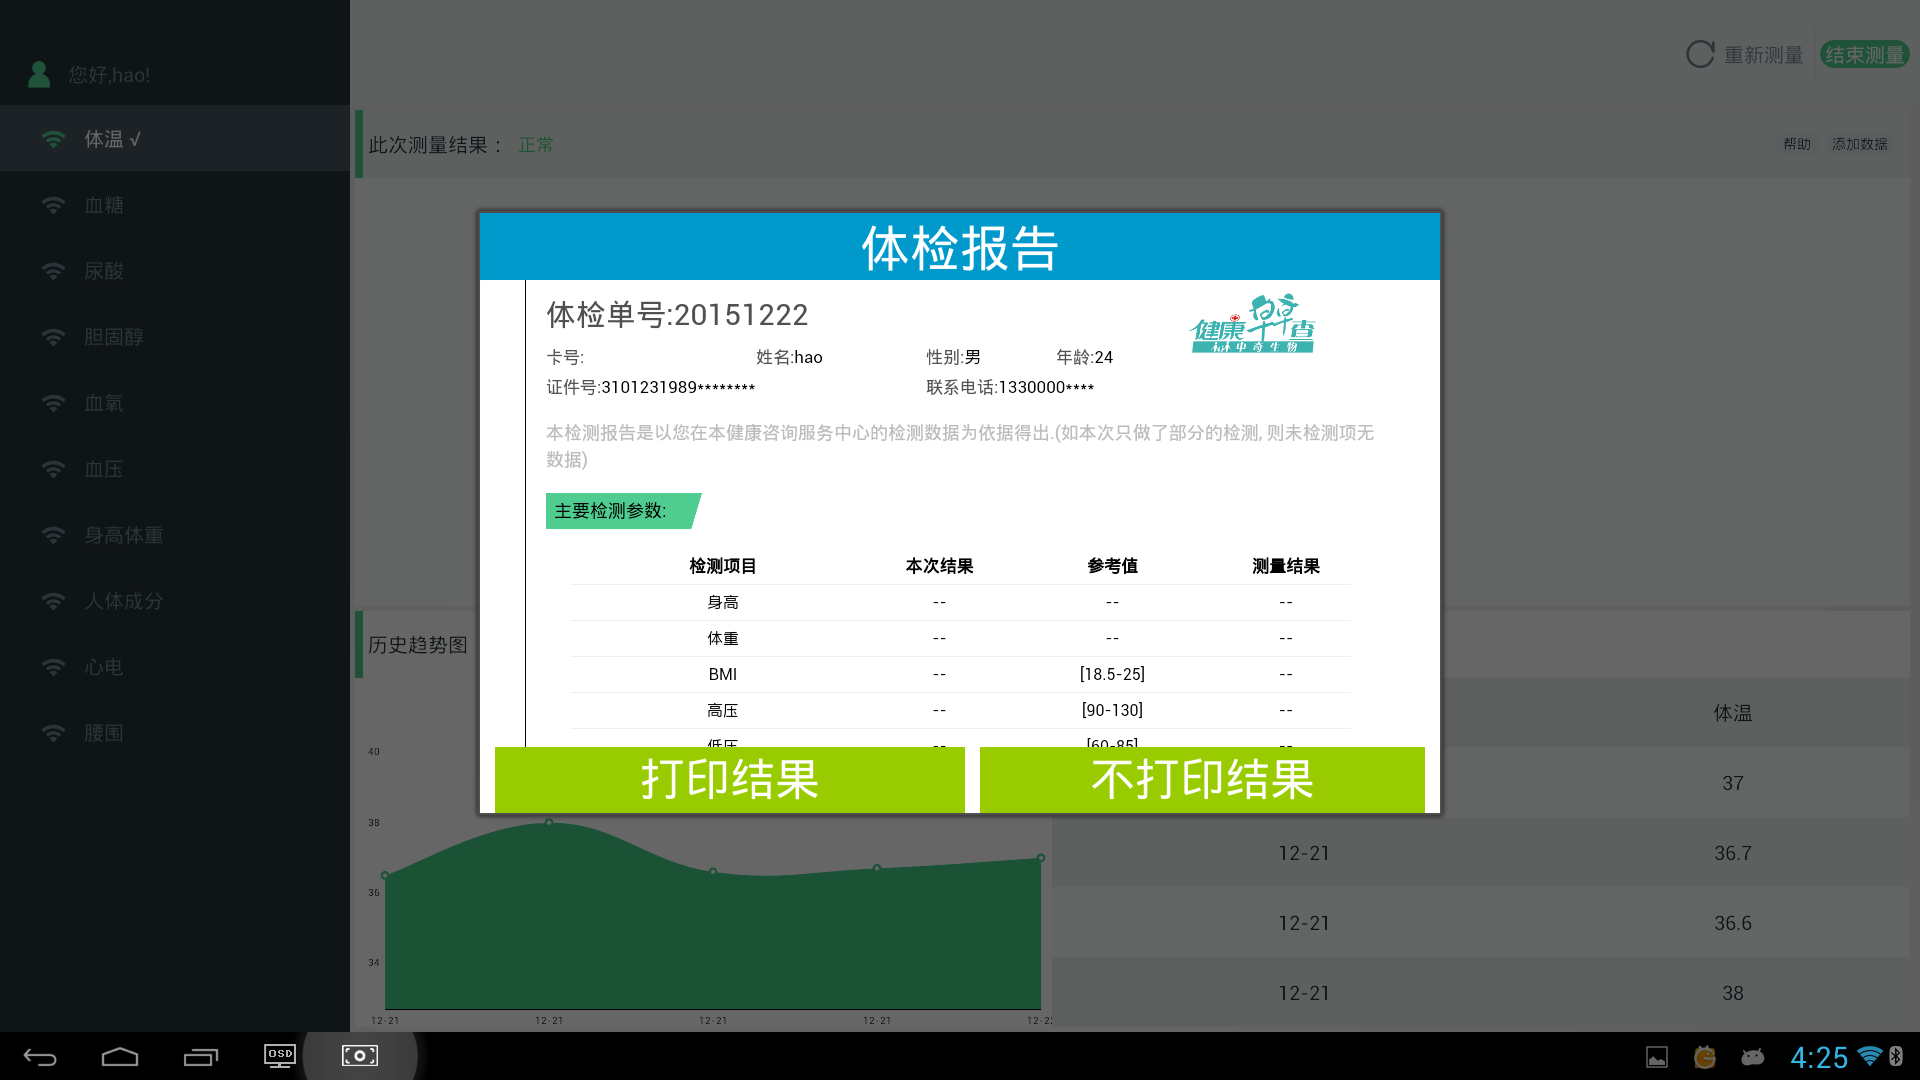 您好,hao!
体温 √
血糖
尿酸
胆固醇
血氧
血压
身高体重
人体成分
心电
腰围
重新测量 结束测量
此次测量结果： 正常
帮助 添加数据
体检报告
体检单号:20151222
健康早早查
卡号: 姓名:hao 性别:男 年龄:24
证件号:3101231989******** 联系电话:1330000****
本检测报告是以您在本健康咨询服务中心的检测数据为依据得出.(如本次只做了部分的检测, 则未检测项无
数据)
主要检测参数:
检测项目 本次结果 参考值 测量结果
身高 -- -- --
体重 -- -- --
BMI -- [18.5-25] --
高压 -- [90-130] --
低压 -- [60-85] --
打印结果 不打印结果
历史趋势图
40
38
36
34
12-21 12-21 12-21 12-21
体温
37
12-21 36.7
12-21 36.6
12-21 38
OSD
4:25